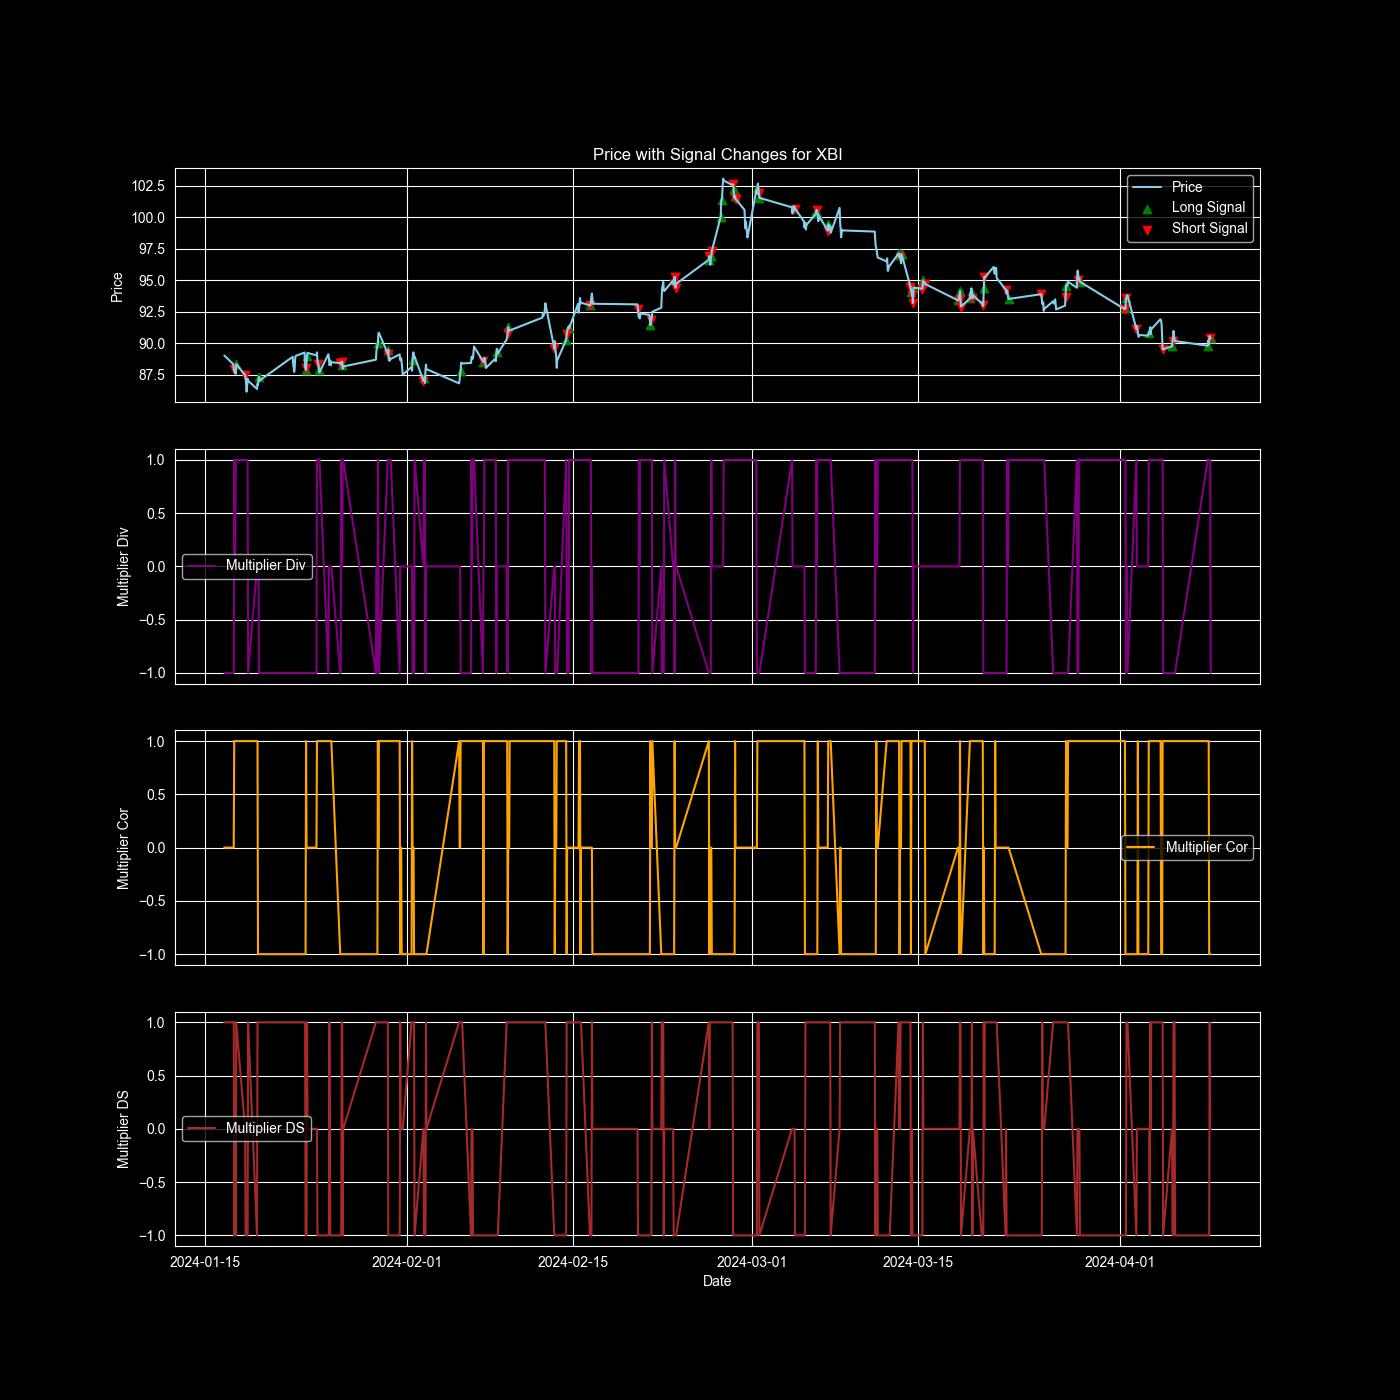 Price with Signal Changes for XBI
Price
102.5
100.0
97.5
95.0
92.5
90.0
87.5
Price
Long Signal
Short Signal
Multiplier Div
1.0
0.5
0.0
−0.5
−1.0
Multiplier Div
Multiplier Cor
1.0
0.5
0.0
−0.5
−1.0
Multiplier Cor
Multiplier DS
1.0
0.5
0.0
−0.5
−1.0
Multiplier DS
2024-01-15 2024-02-01 2024-02-15 2024-03-01 2024-03-15 2024-04-01
Date